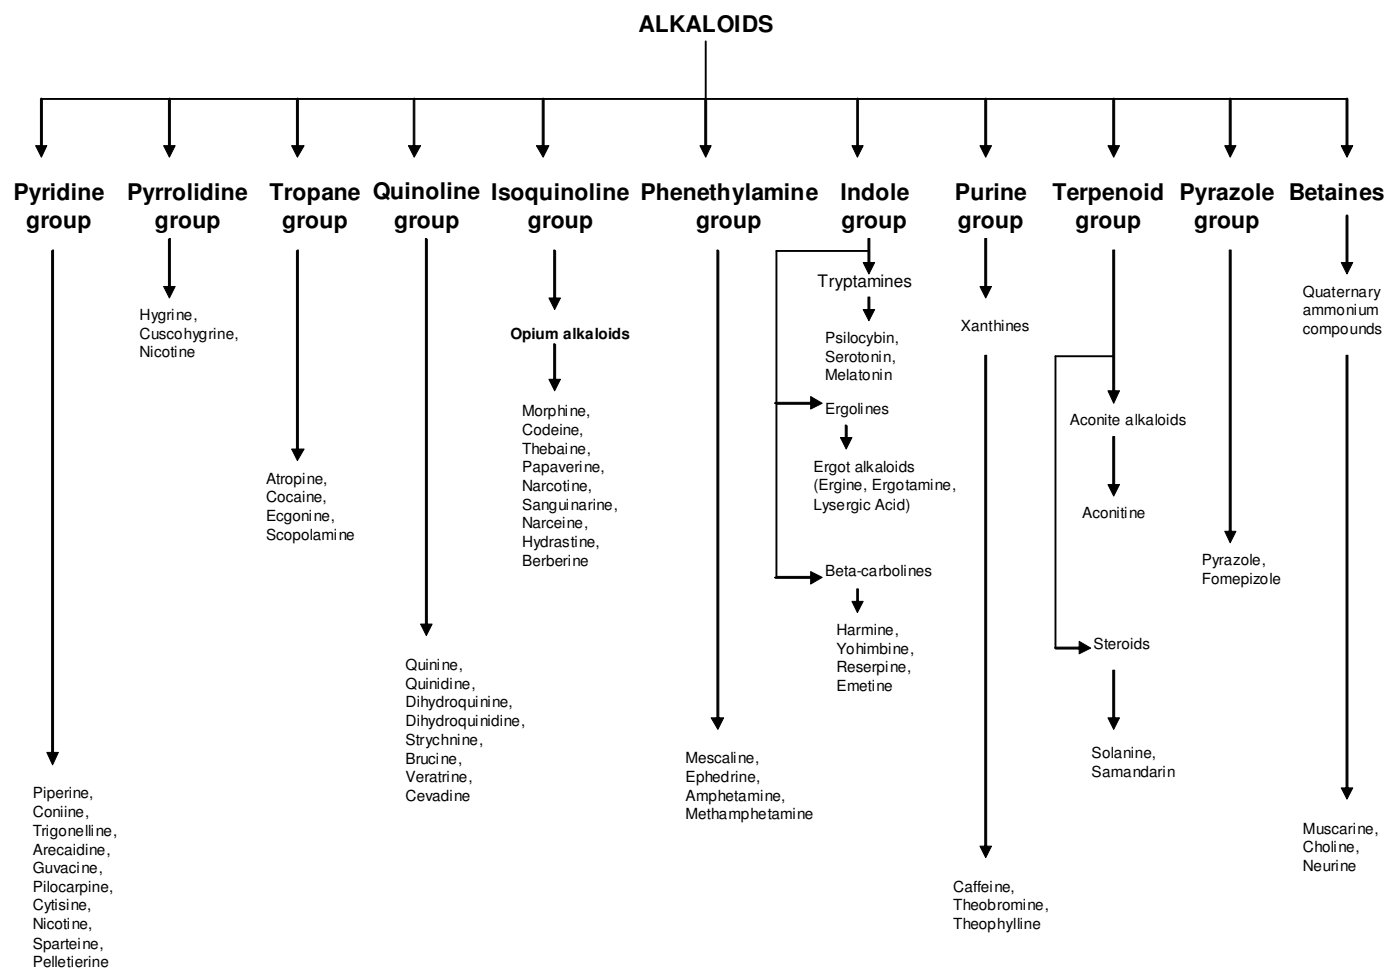 ALKALOIDS
Pyridine
group
Pyrrolidine
group
Tropane
group
Quinoline
group
Isoquinoline
group
Phenethylamine
group
Indole
group
Purine
group
Terpenoid
group
Pyrazole
group
Betaines
Piperine,
Coniine,
Trigonelline,
Arecaidine,
Guvacine,
Pilocarpine,
Cytisine,
Nicotine,
Sparteine,
Pelletierine
Hygrine,
Cuscohygrine,
Nicotine
Atropine,
Cocaine,
Ecgonine,
Scopolamine
Quinine,
Quinidine,
Dihydroquinine,
Dihydroquinidine,
Strychnine,
Brucine,
Veratrine,
Cevadine
Opium alkaloids
Morphine,
Codeine,
Thebaine,
Papaverine,
Narcotine,
Sanguinarine,
Narceine,
Hydrastine,
Berberine
Mescaline,
Ephedrine,
Amphetamine,
Methamphetamine
Tryptamines
Psilocybin,
Serotonin,
Melatonin
Ergolines
Ergot alkaloids
(Ergine, Ergotamine,
Lysergic Acid)
Beta-carbolines
Harmine,
Yohimbine,
Reserpine,
Emetine
Xanthines
Caffeine,
Theobromine,
Theophylline
Aconite alkaloids
Aconitine
Steroids
Solanine,
Samandarin
Pyrazole,
Fomepizole
Quaternary
ammonium
compounds
Muscarine,
Choline,
Neurine